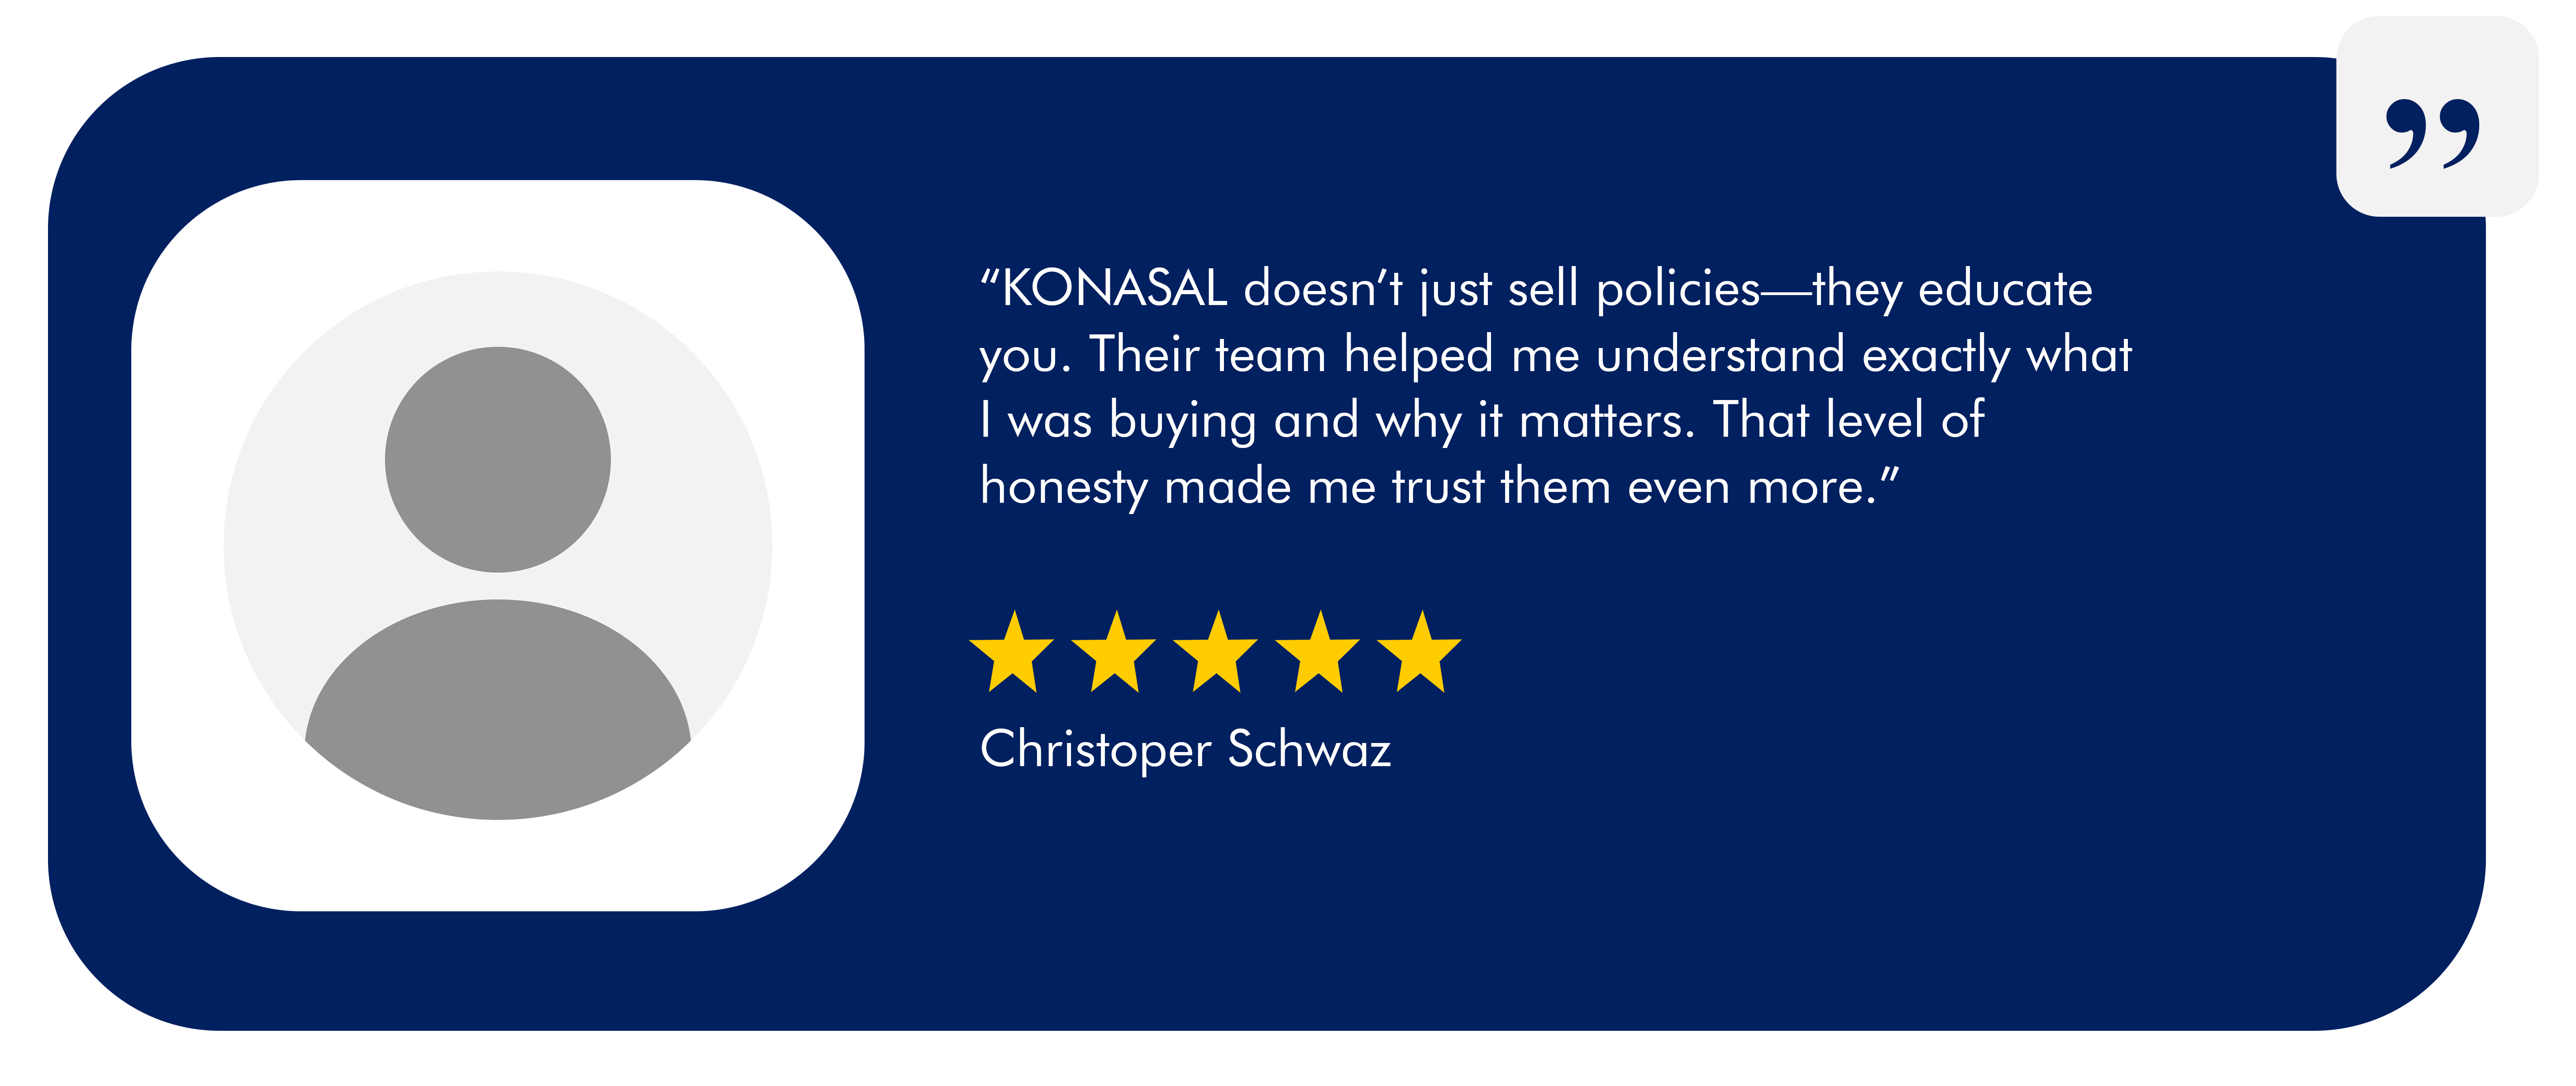 ”
“KONASAL doesn’t just sell policies—they educate
you. Their team helped me understand exactly what
I was buying and why it matters. That level of
honesty made me trust them even more.”
Christoper Schwaz